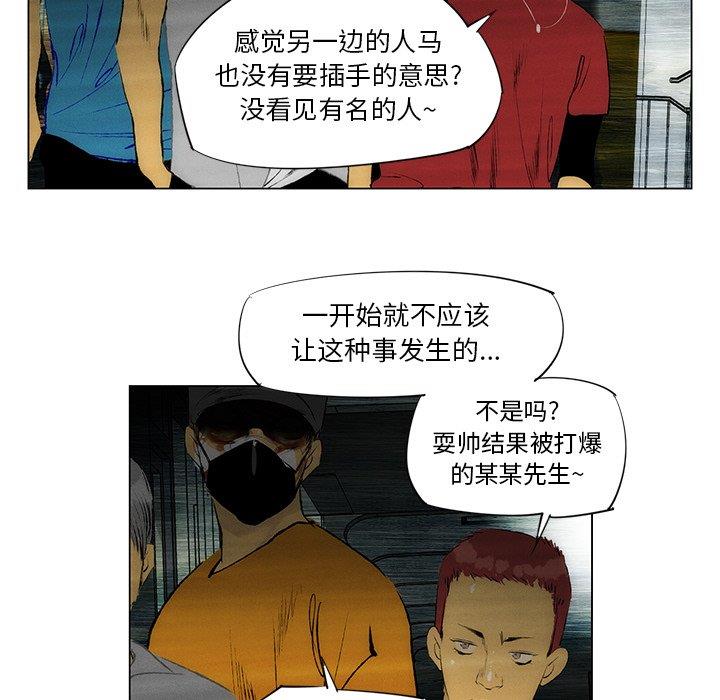 感觉另一边的人马
也没有要插手的意思?
没看见有名的人~
一开始就不应该
让这种事发生的...
不是吗?
耍帅结果被打爆
的某某先生~